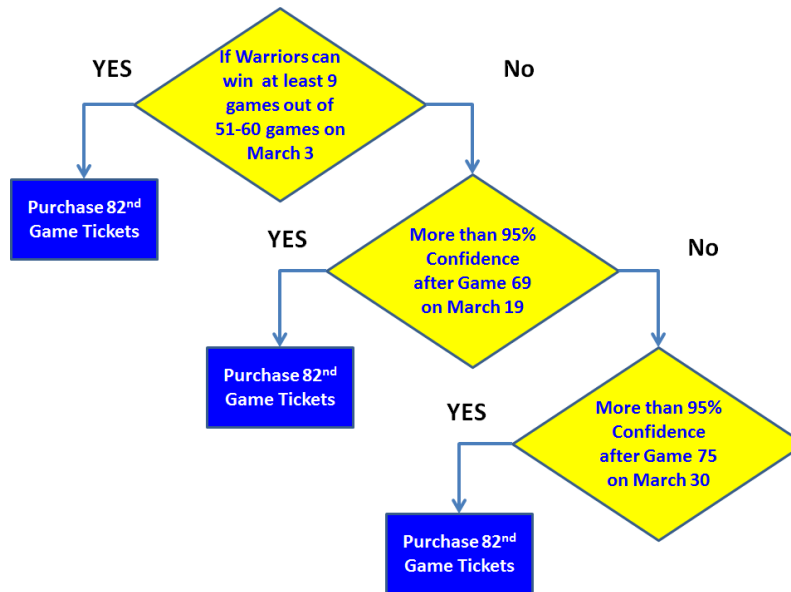 YES
If Warriors can
win at least 9
games out of
51-60 games on
March 3
No
Purchase 82nd
Game Tickets
YES
More than 95%
Confidence
after Game 69
on March 19
No
Purchase 82nd
Game Tickets
YES
More than 95%
Confidence
after Game 75
on March 30
Purchase 82nd
Game Tickets